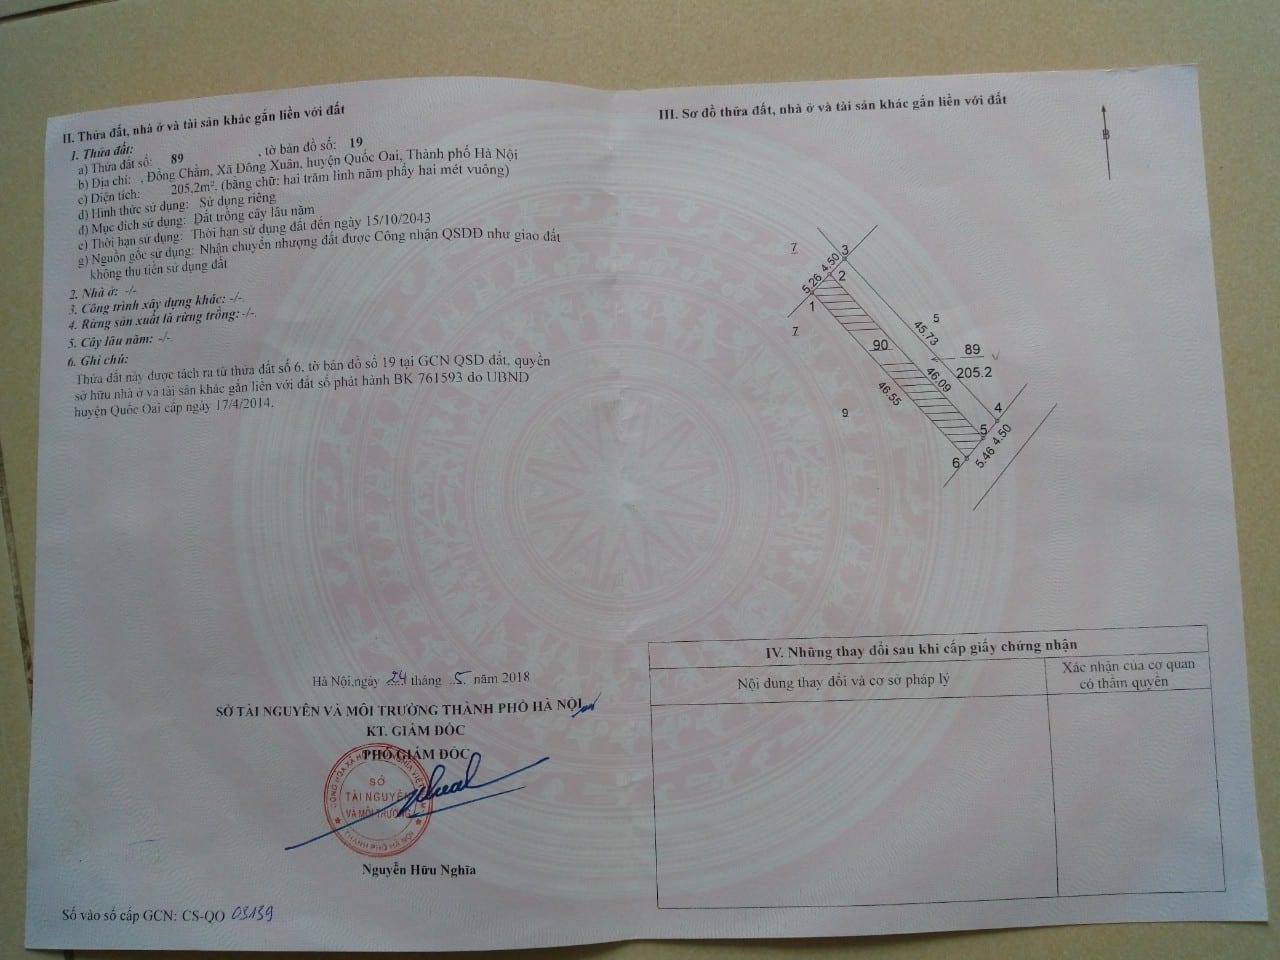 II. Thửa đất, nhà ở và tài sản khác gắn liền với đất
1. Thửa đất:
a) Thửa đất số: 89 , tờ bản đồ số: 19
b) Địa chỉ: , Đồng Chằm, Xã Đông Xuân, huyện Quốc Oai, Thành phố Hà Nội
c) Diện tích: 205,2m², (bằng chữ: hai trăm linh năm phẩy hai mét vuông)
d) Hình thức sử dụng: Sử dụng riêng
đ) Mục đích sử dụng: Đất trồng cây lâu năm
e) Thời hạn sử dụng: Thời hạn sử dụng đất đến ngày 15/10/2043
g) Nguồn gốc sử dụng: Nhận chuyển nhượng đất được Công nhận QSDĐ như giao đất
không thu tiền sử dụng đất
2. Nhà ở: -/-
3. Công trình xây dựng khác: -/-.
4. Rừng sản xuất là rừng trồng: -/-.
5. Cây lâu năm: -/-.
6. Ghi chú:
Thửa đất này được tách ra từ thửa đất số 6, tờ bản đồ số 19 tại GCN QSD đất, quyền
sở hữu nhà ở và tài sản khác gắn liền với đất số phát hành BK 761593 do UBND
huyện Quốc Oai cấp ngày 17/4/2014.
Hà Nội,ngày 24 tháng 5 năm 2018
SỞ TÀI NGUYÊN VÀ MÔI TRƯỜNG THÀNH PHỐ HÀ NỘI
KT. GIÁM ĐỐC
PHÓ GIÁM ĐỐC
SỞ
TÀI NGUYÊN
VÀ MÔI TRƯỜNG
THÀNH PHỐ HÀ NỘI
Nguyễn Hữu Nghĩa
Số vào sổ cấp GCN: CS-QO 03139
III. Sơ đồ thửa đất, nhà ở và tài sản khác gắn liền với đất
B
7
3
4.50
2
5.26
1
7
5
45.73
90
89
205.2
46.09
46.55
9
4
5
4.50
5.46
6
IV. Những thay đổi sau khi cấp giấy chứng nhận
Nội dung thay đổi và cơ sở pháp lý
Xác nhận của cơ quan
có thẩm quyền